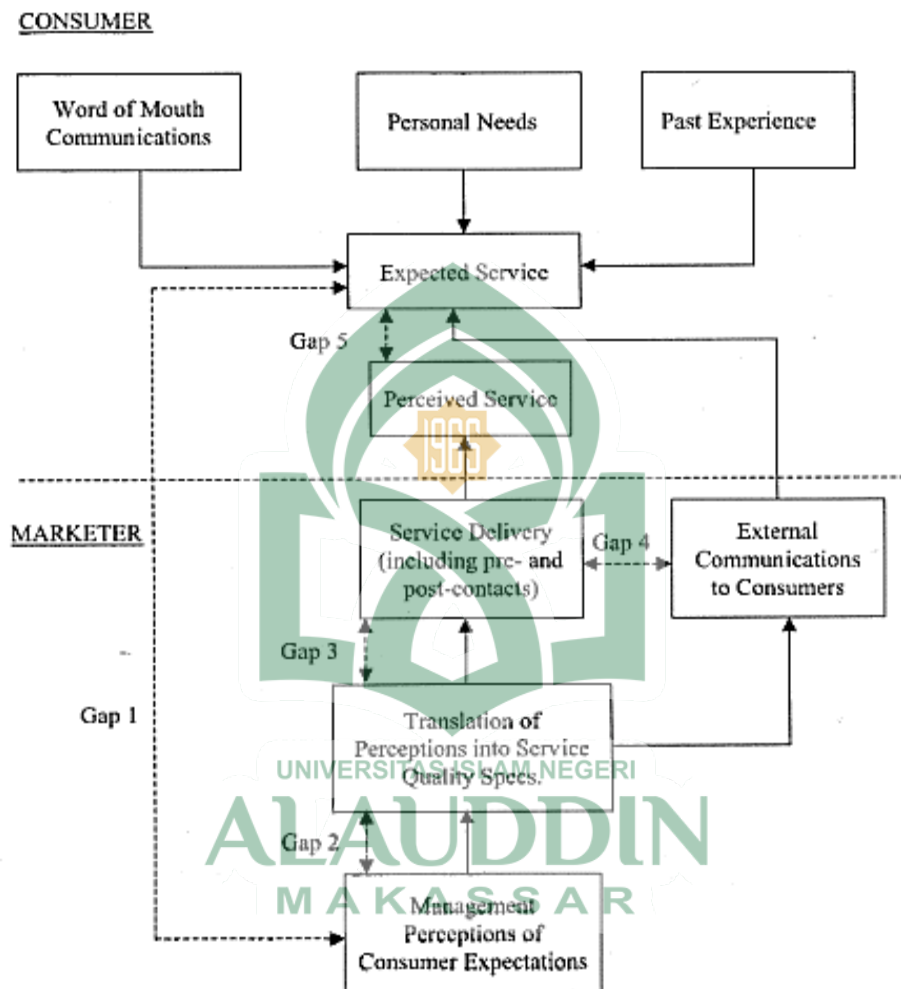 CONSUMER
Word of Mouth
Communications
Personal Needs
Past Experience
Expected Service
Gap 5
Perceived Service
1965
MARKETER
Service Delivery
(including pre- and
post-contacts)
Gap 4
External
Communications
to Consumers
Gap 3
Gap 1
Translation of
Perceptions into Service
Quality Specs.
UNIVERSITAS ISLAM NEGERI
ALAUDDIN
Gap 2
MAKASSAR
Management
Perceptions of
Consumer Expectations